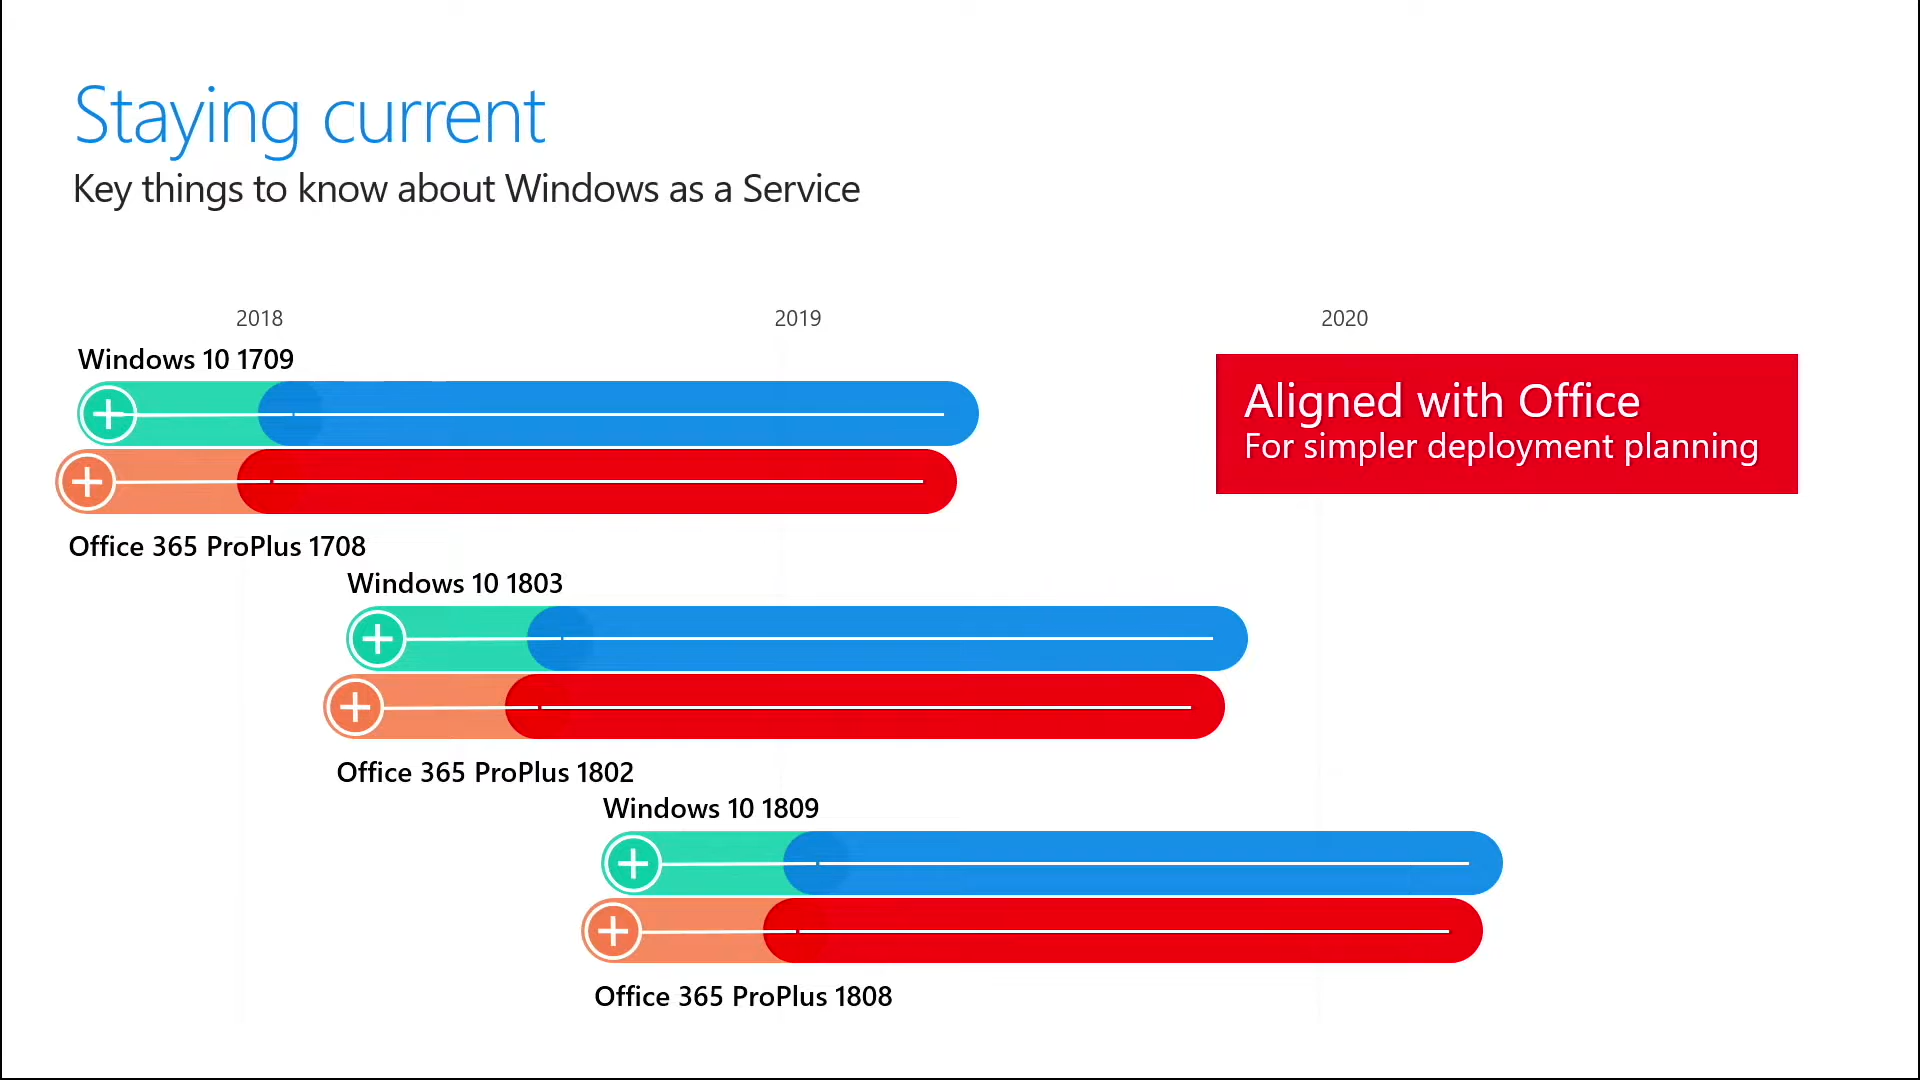 Staying current
Key things to know about Windows as a Service
2018 2019 2020
Windows 10 1709
Aligned with Office
For simpler deployment planning
Office 365 ProPlus 1708
Windows 10 1803
Office 365 ProPlus 1802
Windows 10 1809
Office 365 ProPlus 1808